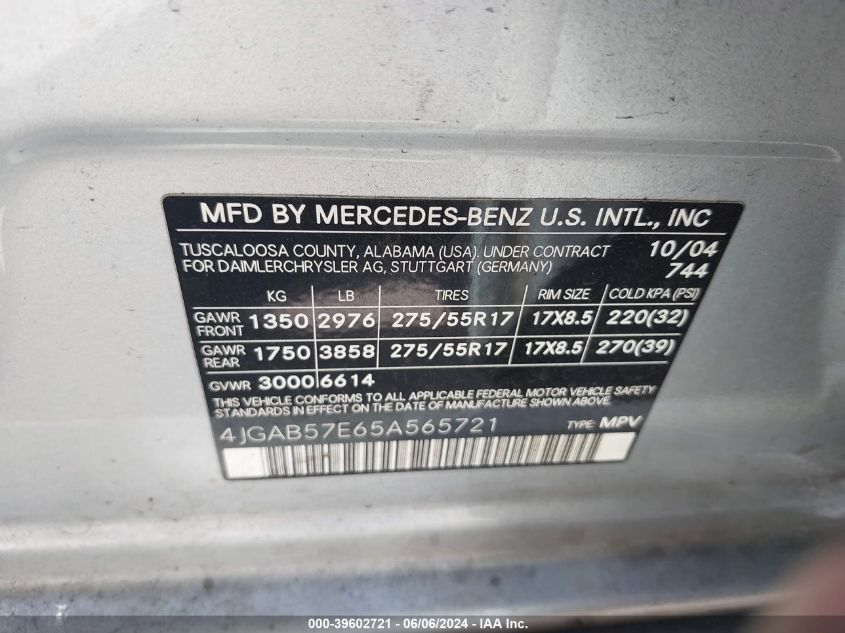 MFD BY MERCEDES-BENZ U.S. INTL., INC
TUSCALOOSA COUNTY, ALABAMA (USA). UNDER CONTRACT 10/04
FOR DAIMLERCHRYSLER AG, STUTTGART (GERMANY) 744
KG LB TIRES RIM SIZE COLD KPA (PSI)
GAWR FRONT 1350 2976 275/55R17 17X8.5 220(32)
GAWR REAR 1750 3858 275/55R17 17X8.5 270(39)
GVWR 3000 6614
THIS VEHICLE CONFORMS TO ALL APPLICABLE FEDERAL MOTOR VEHICLE SAFETY
STANDARDS IN EFFECT ON THE DATE OF MANUFACTURE SHOWN ABOVE.
4JGAB57E65A565721 TYPE: MPV
000-39602721 - 06/06/2024 - IAA Inc.